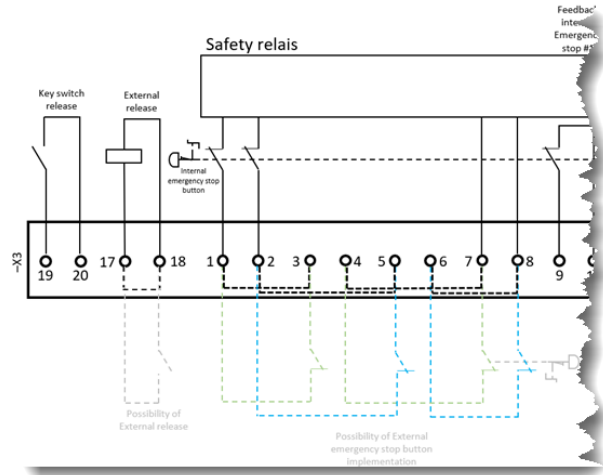 Feedback
Emergency
stop
Safety relais
Key switch
release
External
release
Internal
emergency stop
button
–X3
19
20
17
18
1
2
3
4
5
6
7
8
9
Possibility of
External release
Possibility of External
emergency stop button
implementation